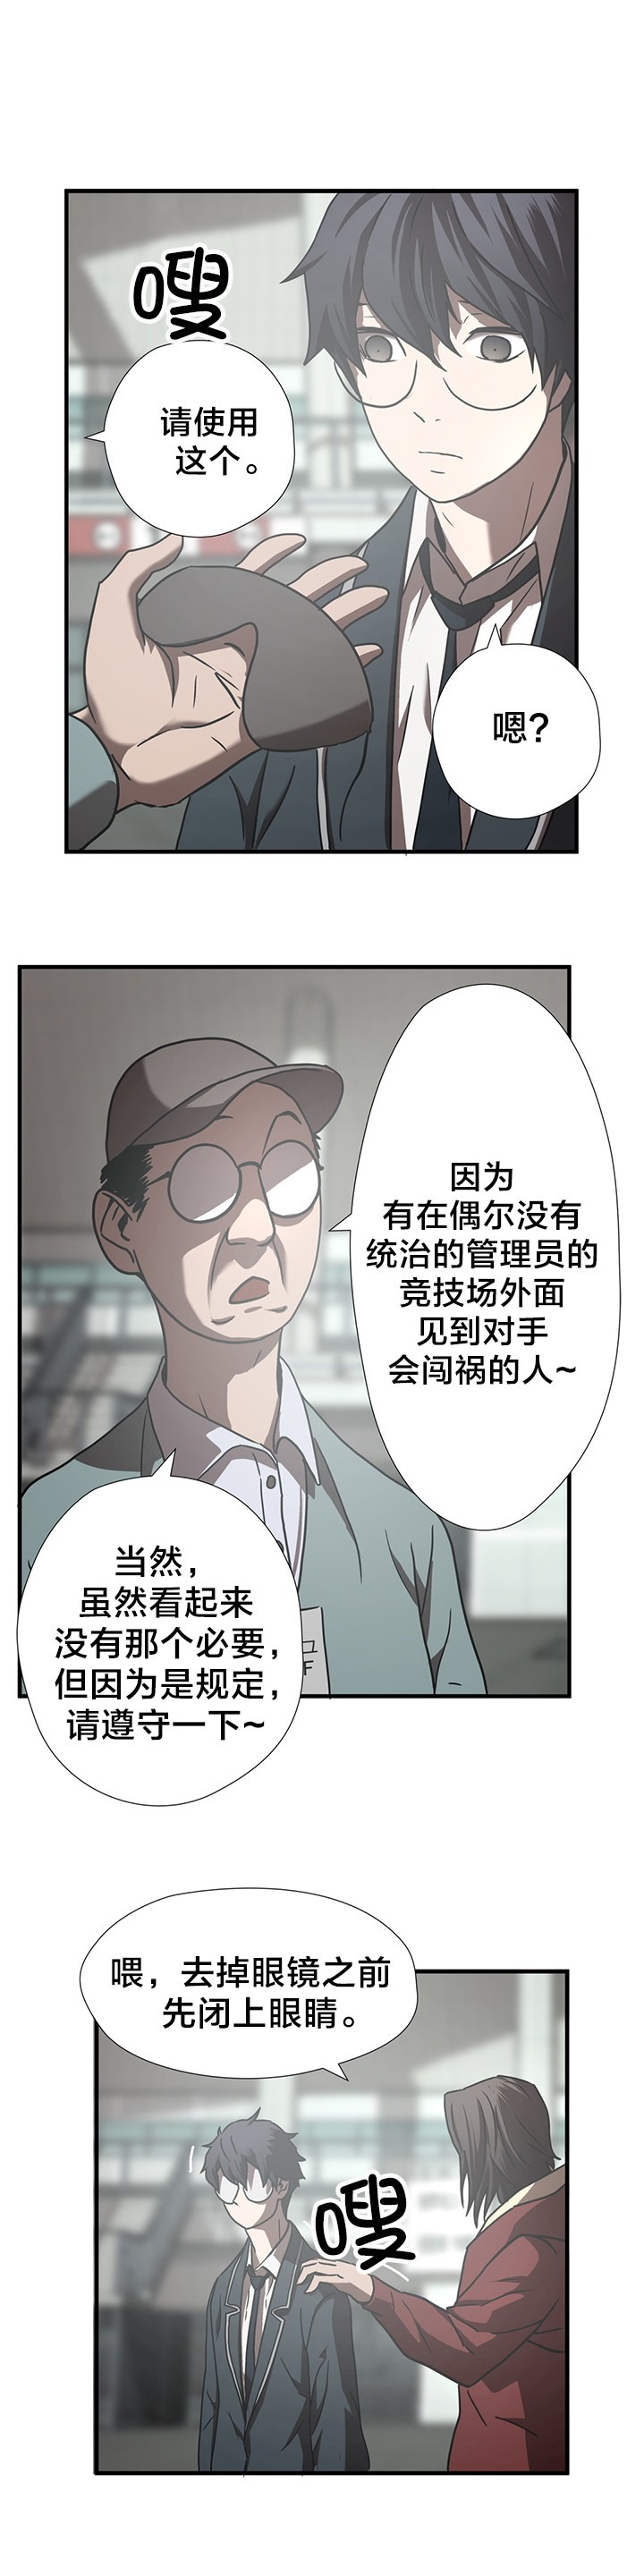 嗖
请使用
这个。
嗯?
因为
有在偶尔没有
统治的管理员的
竞技场外面
见到对手
会闯祸的人~
当然，
虽然看起来
没有那个必要，
但因为是规定，
请遵守一下~
喂，去掉眼镜之前
先闭上眼睛。
嗖